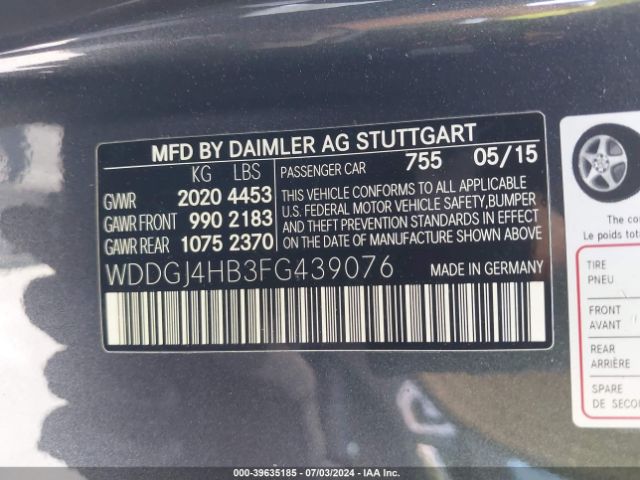 MFD BY DAIMLER AG STUTTGART
KG LBS
GVWR 2020 4453
GAWR FRONT 990 2183
GAWR REAR 1075 2370
PASSENGER CAR 755 05/15
THIS VEHICLE CONFORMS TO ALL APPLICABLE
U.S. FEDERAL MOTOR VEHICLE SAFETY, BUMPER
AND THEFT PREVENTION STANDARDS IN EFFECT
ON DATE OF MANUFACTURE SHOWN ABOVE.
WDDGJ4HB3FG439076 MADE IN GERMANY
The co
Le poids
TIRE
PNEU
FRONT
AVANT
REAR
ARRIÈRE
SPARE
DE SECO
000-39635185 - 07/03/2024 - IAA Inc.